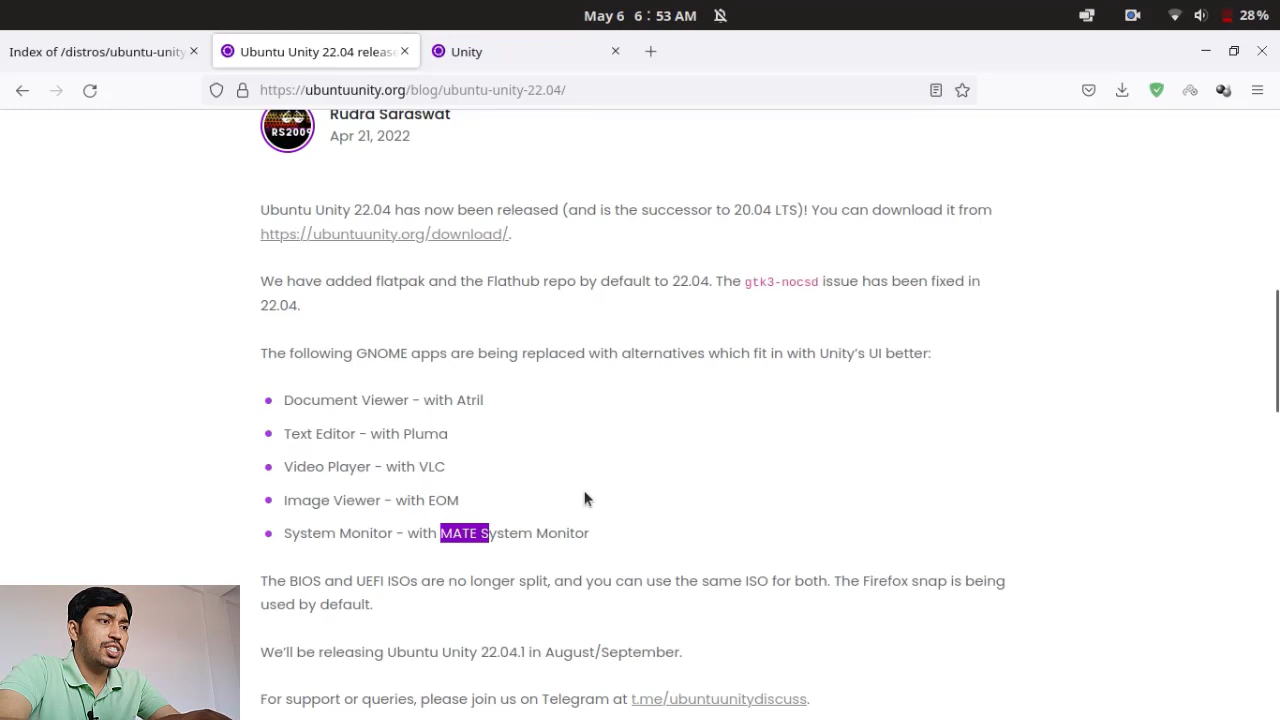 May 6 6:53 AM
28%
Index of /distros/ubuntu-unity
Ubuntu Unity 22.04 release
Unity
https://ubuntuunity.org/blog/ubuntu-unity-22.04/
RS2009
Rudra Saraswat
Apr 21, 2022
Ubuntu Unity 22.04 has now been released (and is the successor to 20.04 LTS)! You can download it from
https://ubuntuunity.org/download/.
We have added flatpak and the Flathub repo by default to 22.04. The gtk3-nocsd issue has been fixed in
22.04.
The following GNOME apps are being replaced with alternatives which fit in with Unity's UI better:
Document Viewer - with Atril
Text Editor - with Pluma
Video Player - with VLC
Image Viewer - with EOM
System Monitor - with MATE System Monitor
The BIOS and UEFI ISOs are no longer split, and you can use the same ISO for both. The Firefox snap is being
used by default.
We'll be releasing Ubuntu Unity 22.04.1 in August/September.
For support or queries, please join us on Telegram at t.me/ubuntuunitydiscuss.